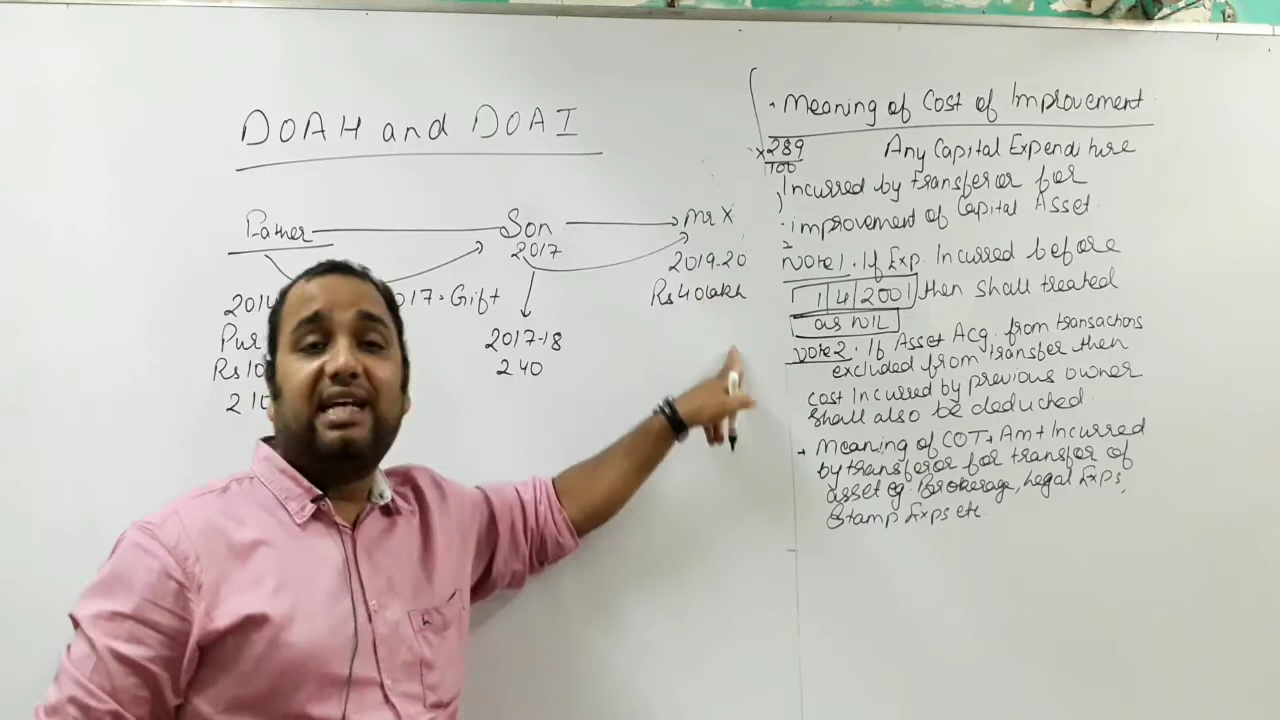 DOAH and DOAI
Father Son Mr X
2017
2017 = Gift
Pur
2017-18
240
2019-20
Rs 40 lakh
• Meaning of Cost of Improvement
× 289
100
Any Capital Expenditure
Incurred by transferor for
improvement of Capital Asset.
Note 1. If Exp. Incurred before
1/4/2001 then shall treated
as NIL
Note 2. If Asset Acq. from transactions
excluded from transfer then
cost Incurred by previous owner
shall also be deducted.
Meaning of COT → Amt Incurred
by transferor for transfer of
asset eg. Brokerage, Legal Exps,
Stamp Exps etc.